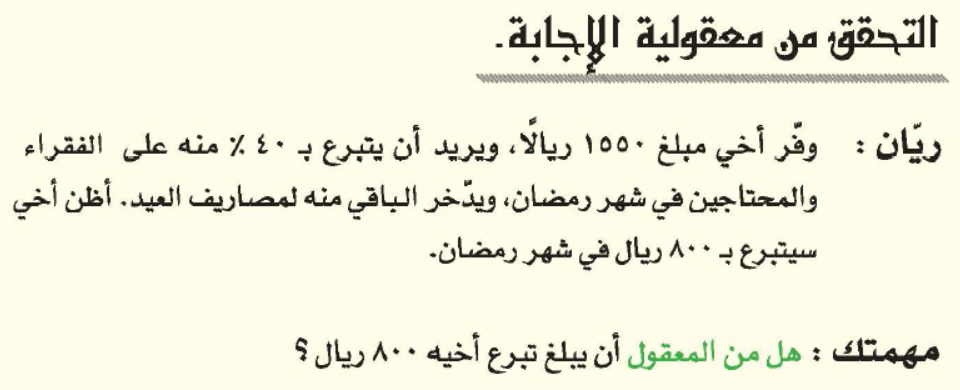 التحقق من معقولية الإجابة.
ريّان : وفّر أخي مبلغ ١٥٥٠ ريالًا، ويريد أن يتبرع بـ ٤٠ ٪ منه على الفقراء
والمحتاجين في شهر رمضان، ويدّخر الباقي منه لمصاريف العيد. أظن أخي
سيتبرع بـ ٨٠٠ ريال في شهر رمضان.
مهمتك : هل من المعقول أن يبلغ تبرع أخيه ٨٠٠ ريال ؟